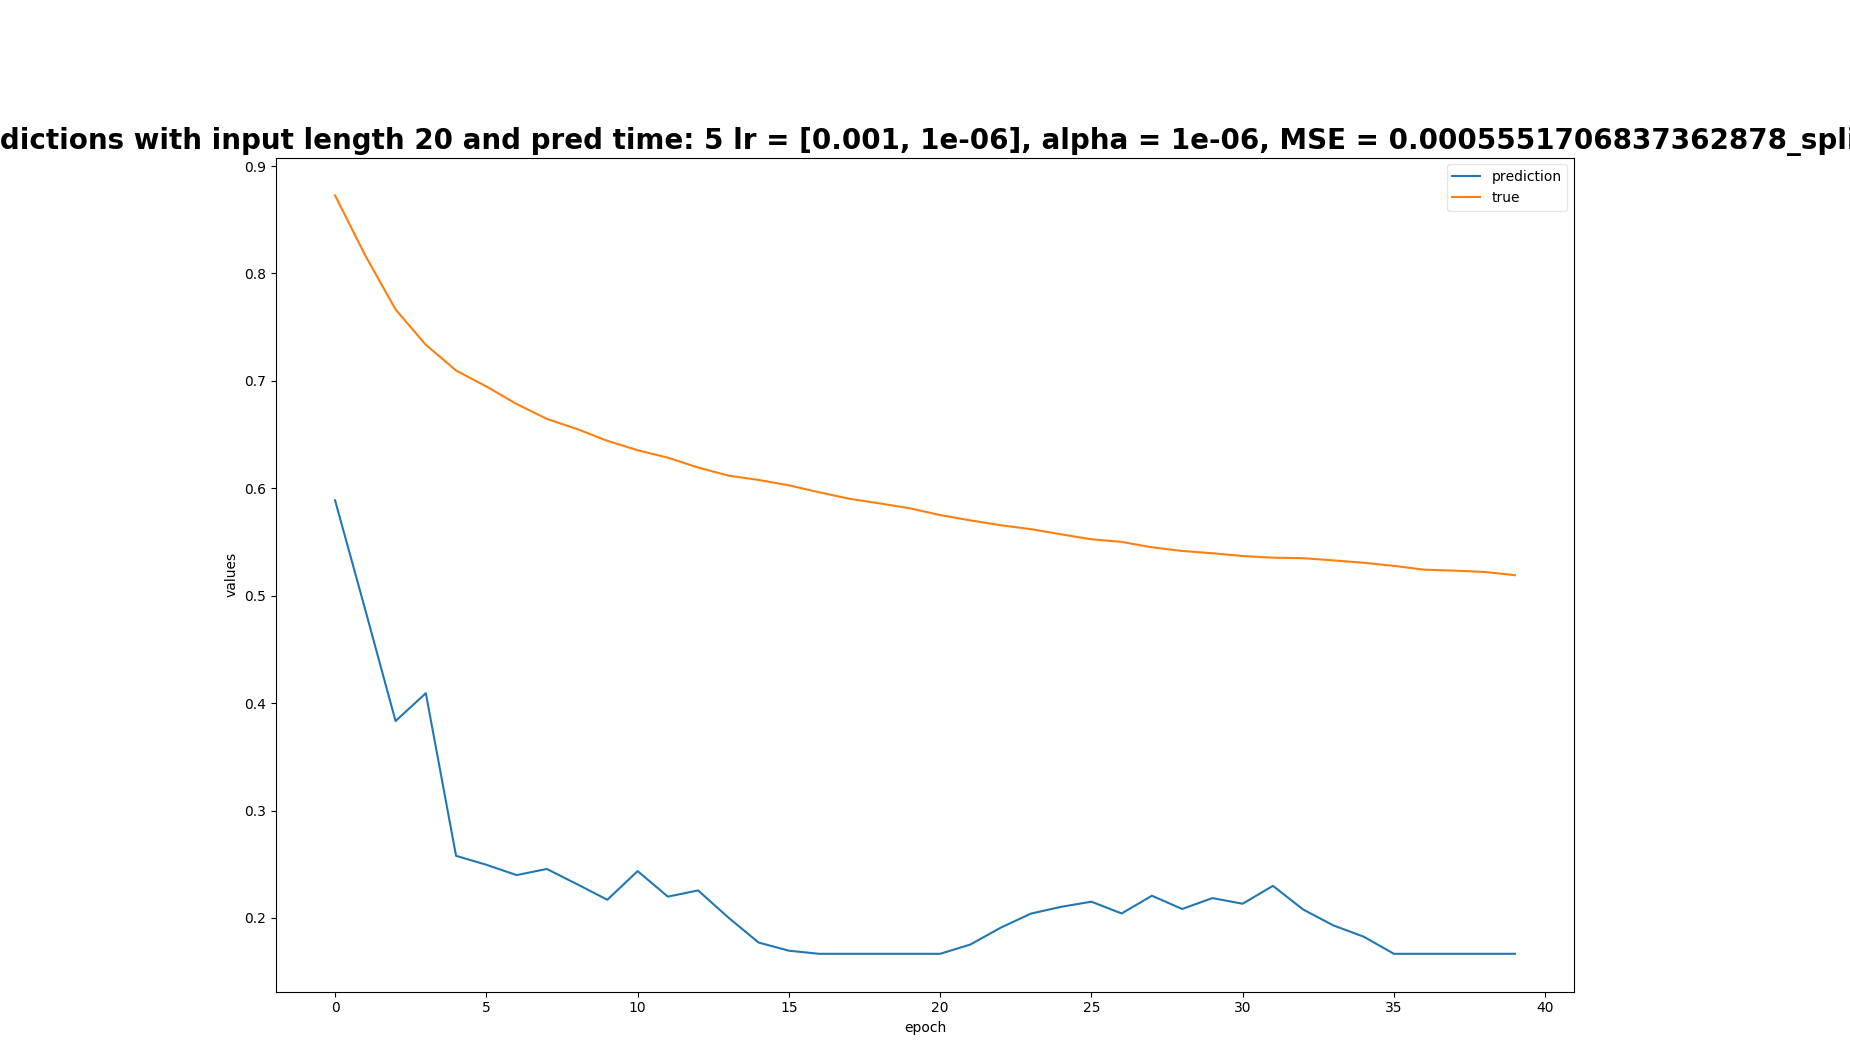 dictions with input length 20 and pred time: 5 lr = [0.001, 1e-06], alpha = 1e-06, MSE = 0.0005551706837362878_spli
prediction
true
0.9
0.8
0.7
0.6
0.5
0.4
0.3
0.2
values
0 5 10 15 20 25 30 35 40
epoch